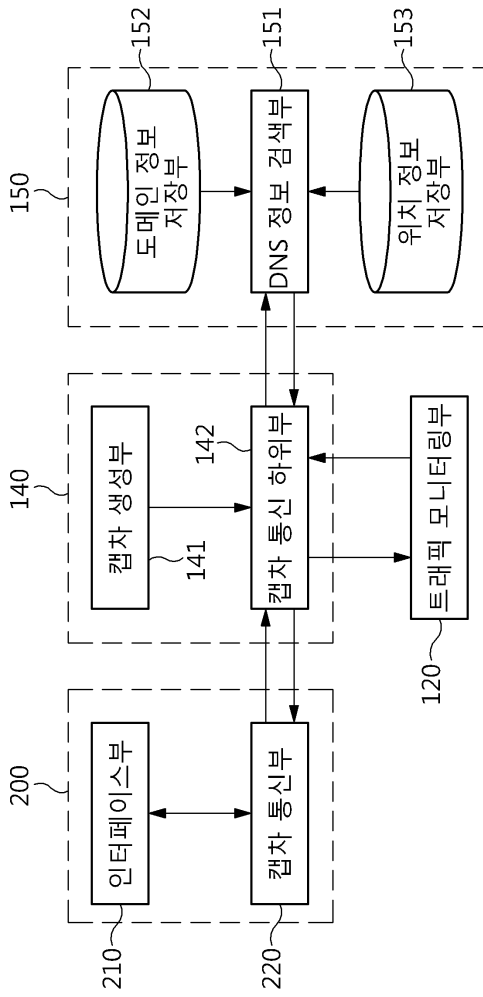 200
인터페이스부
210
캡차 통신부
220
140
캡차 생성부
141
142
캡차 통신 하위부
트래픽 모니터링부
120
150
도메인 정보
저장부
152
DNS 정보 검색부
151
위치 정보
저장부
153